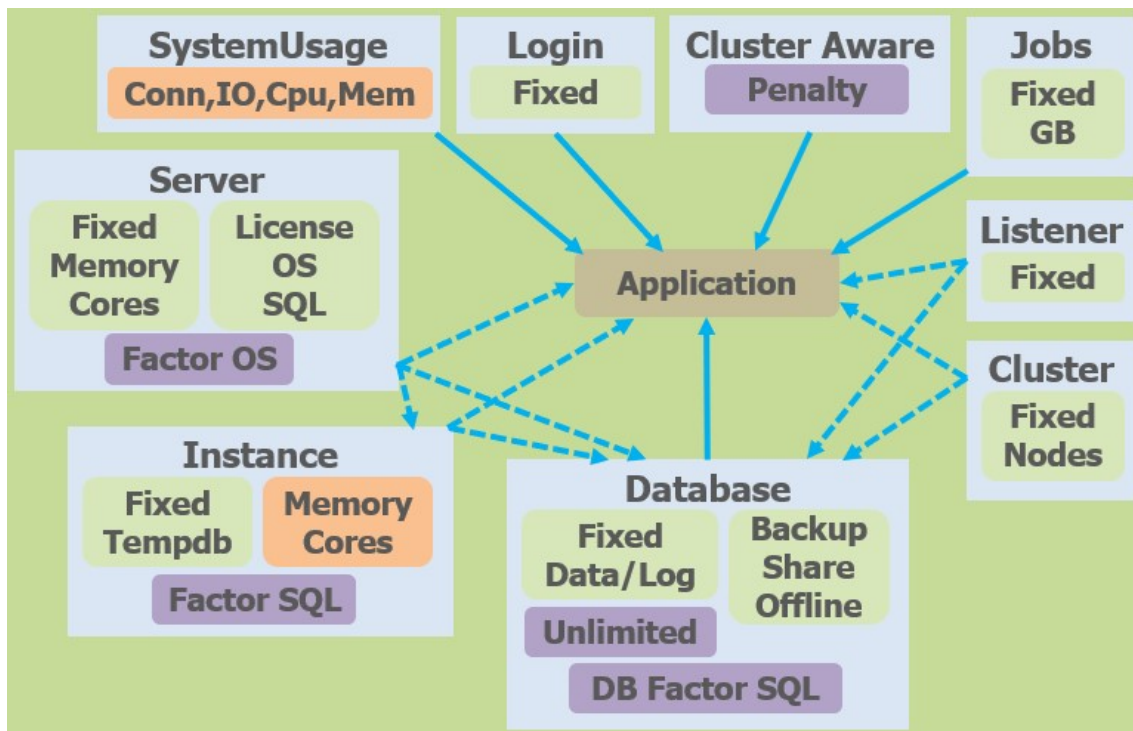 SystemUsage
Conn,IO,Cpu,Mem
Login
Fixed
Cluster Aware
Penalty
Jobs
Fixed
GB
Server
Fixed
Memory
Cores
License
OS
SQL
Factor OS
Application
Listener
Fixed
Cluster
Fixed
Nodes
Instance
Fixed
Tempdb
Memory
Cores
Factor SQL
Database
Fixed
Data/Log
Backup
Share
Offline
Unlimited
DB Factor SQL